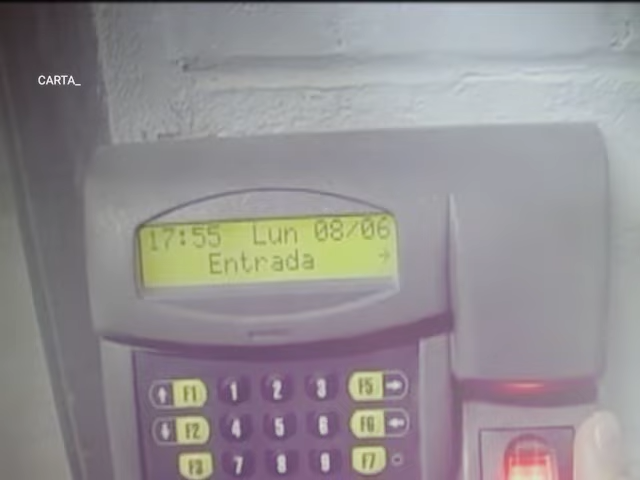 CARTA_
17:55 Lun 08/06
Entrada →
↑ F1 1 2 3 F5 →
↓ F2 4 5 6 F6 ←
F3 7 8 9 F7